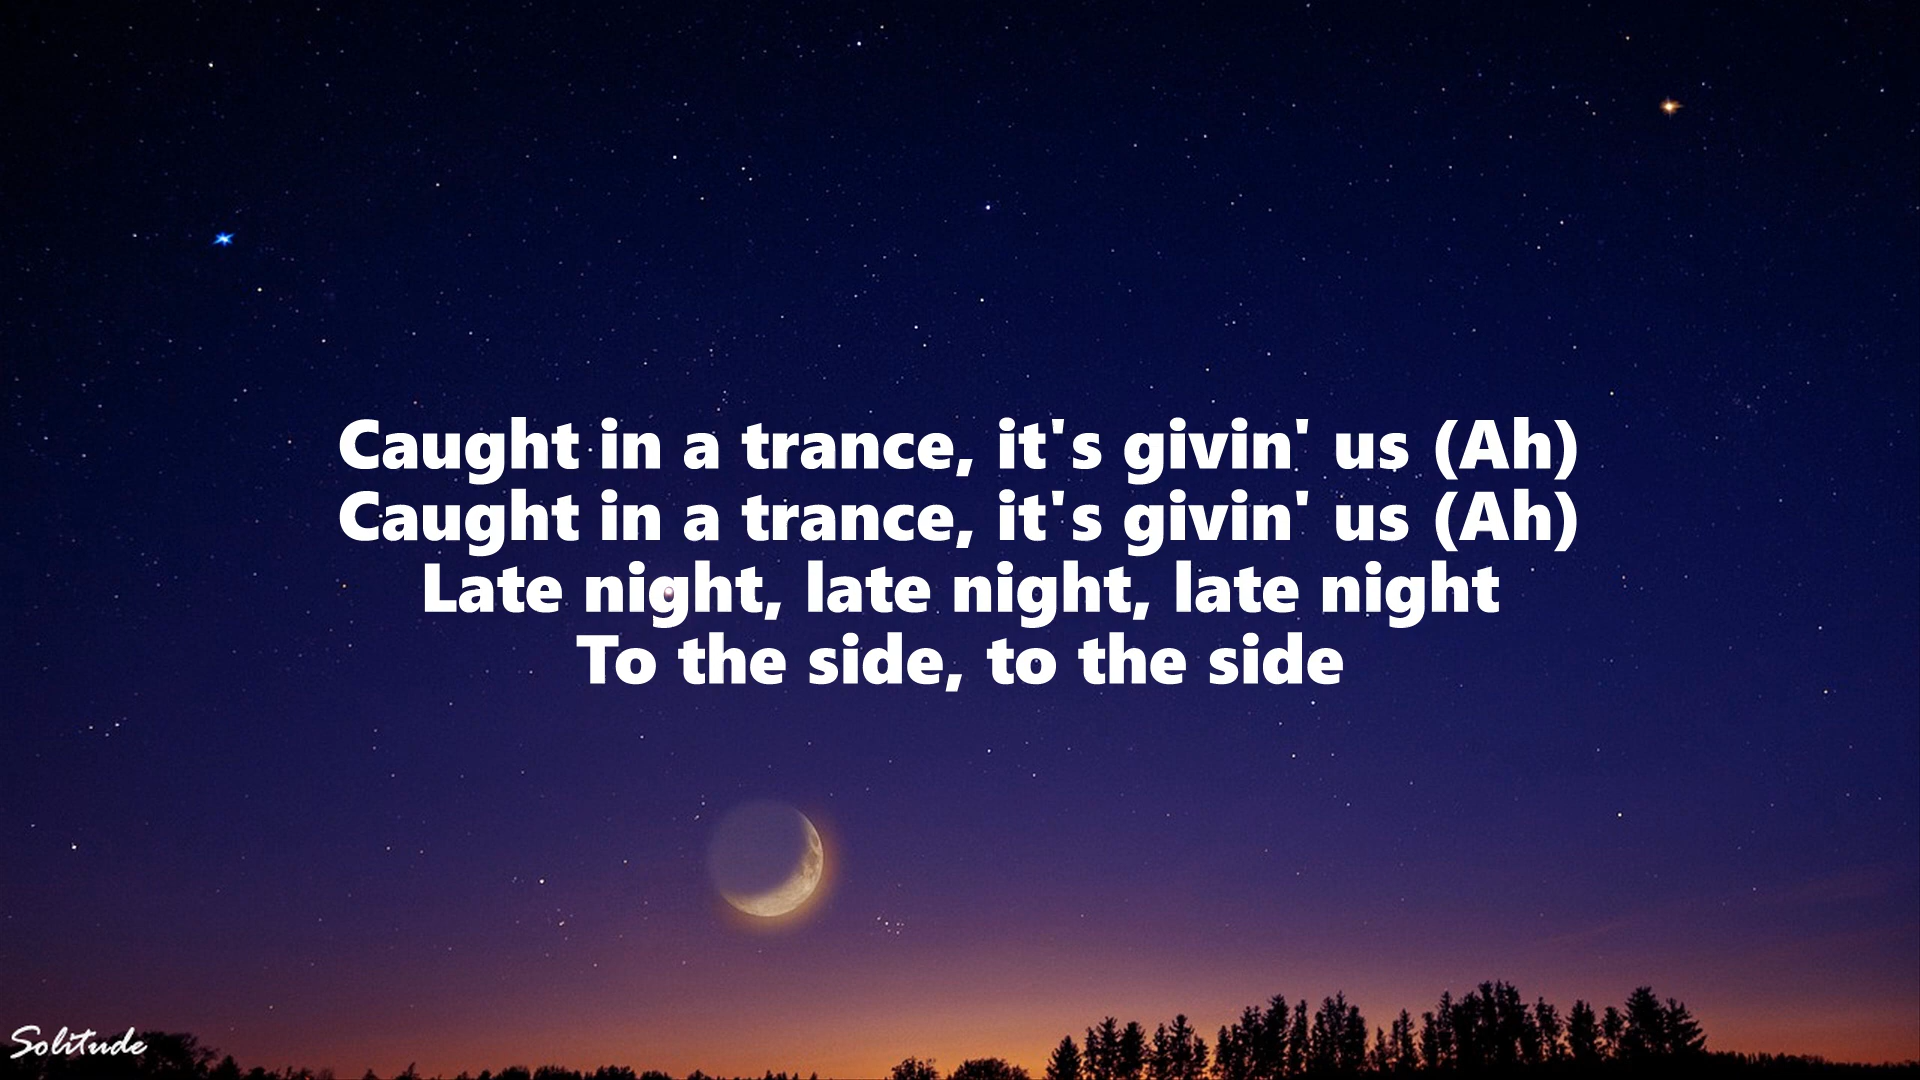 Caught in a trance, it's givin' us (Ah)
Caught in a trance, it's givin' us (Ah)
Late night, late night, late night
To the side, to the side
Solitude